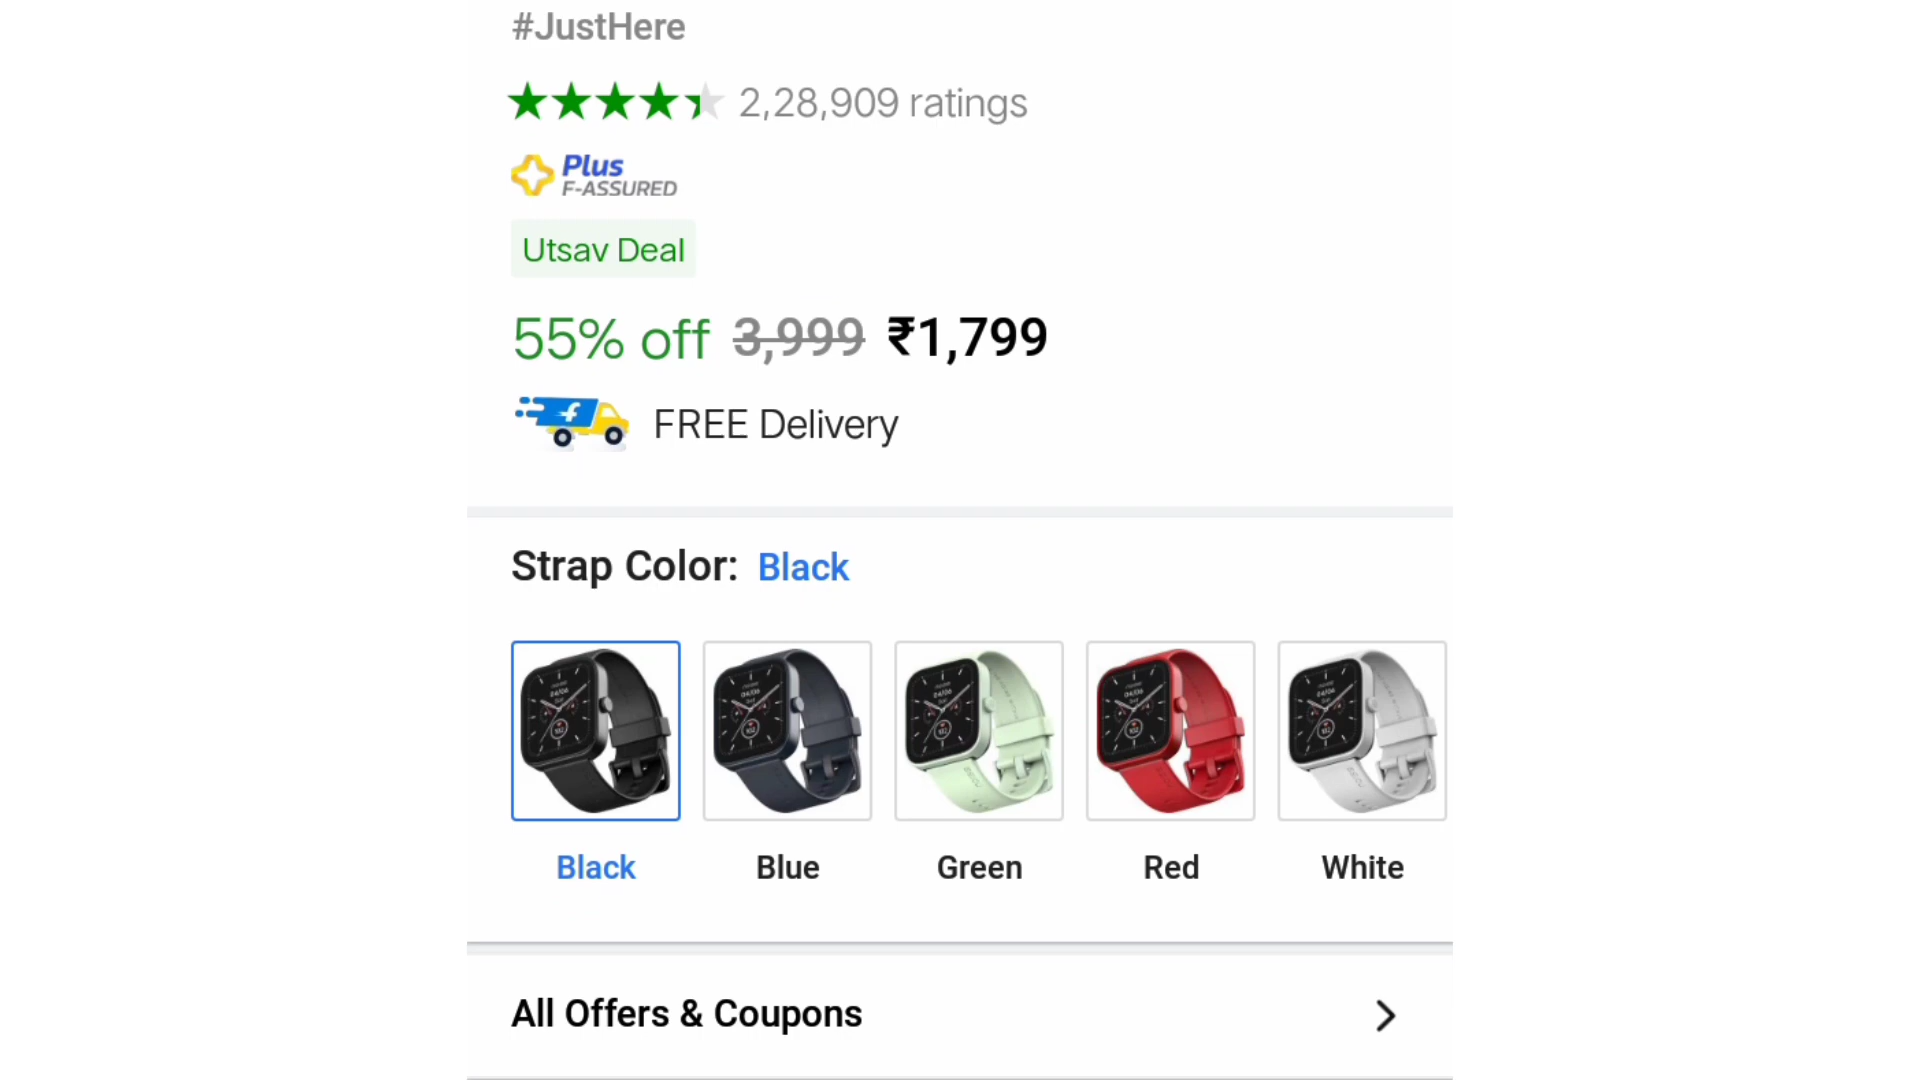 #JustHere
2,28,909 ratings
Plus
F-ASSURED
Utsav Deal
55% off 3,999 ₹1,799
f FREE Delivery
Strap Color: Black
Black Blue Green Red White
All Offers & Coupons